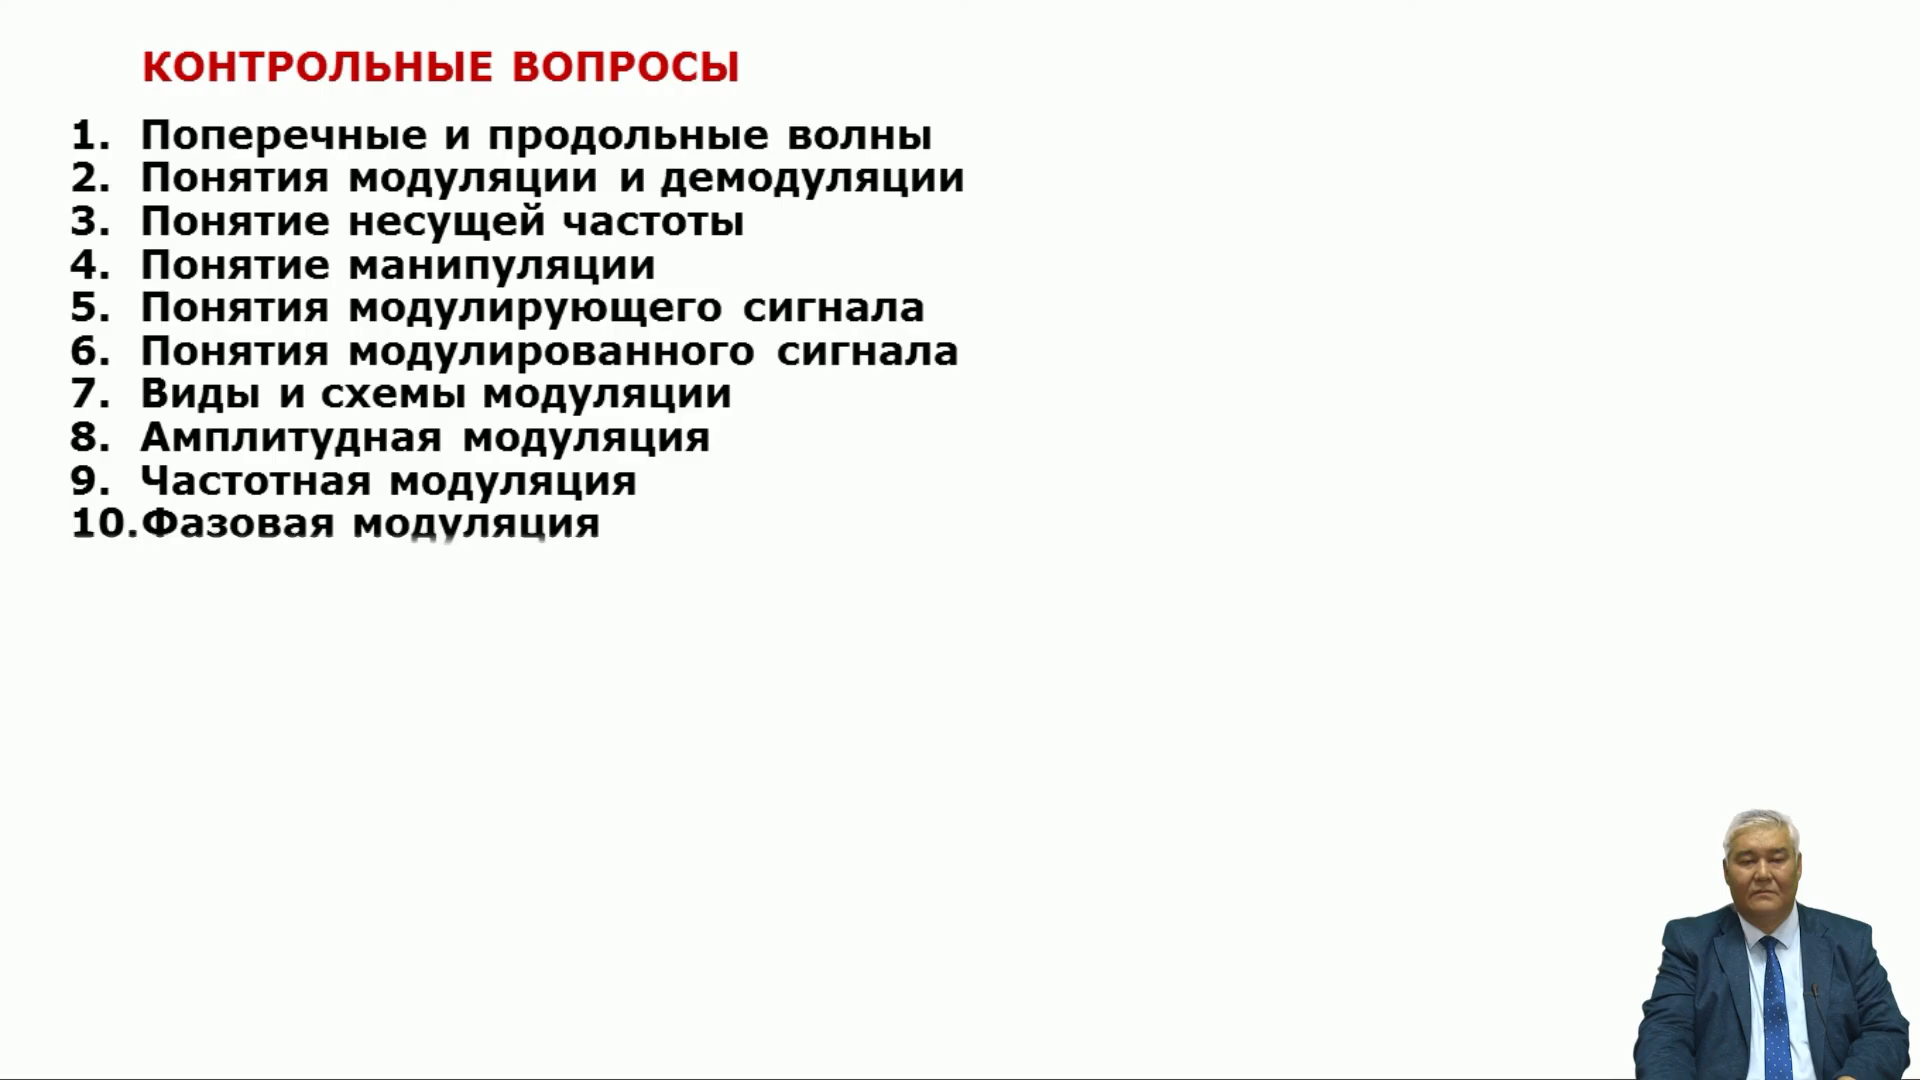 КОНТРОЛЬНЫЕ ВОПРОСЫ
1. Поперечные и продольные волны
2. Понятия модуляции и демодуляции
3. Понятие несущей частоты
4. Понятие манипуляции
5. Понятия модулирующего сигнала
6. Понятия модулированного сигнала
7. Виды и схемы модуляции
8. Амплитудная модуляция
9. Частотная модуляция
10.Фазовая модуляция